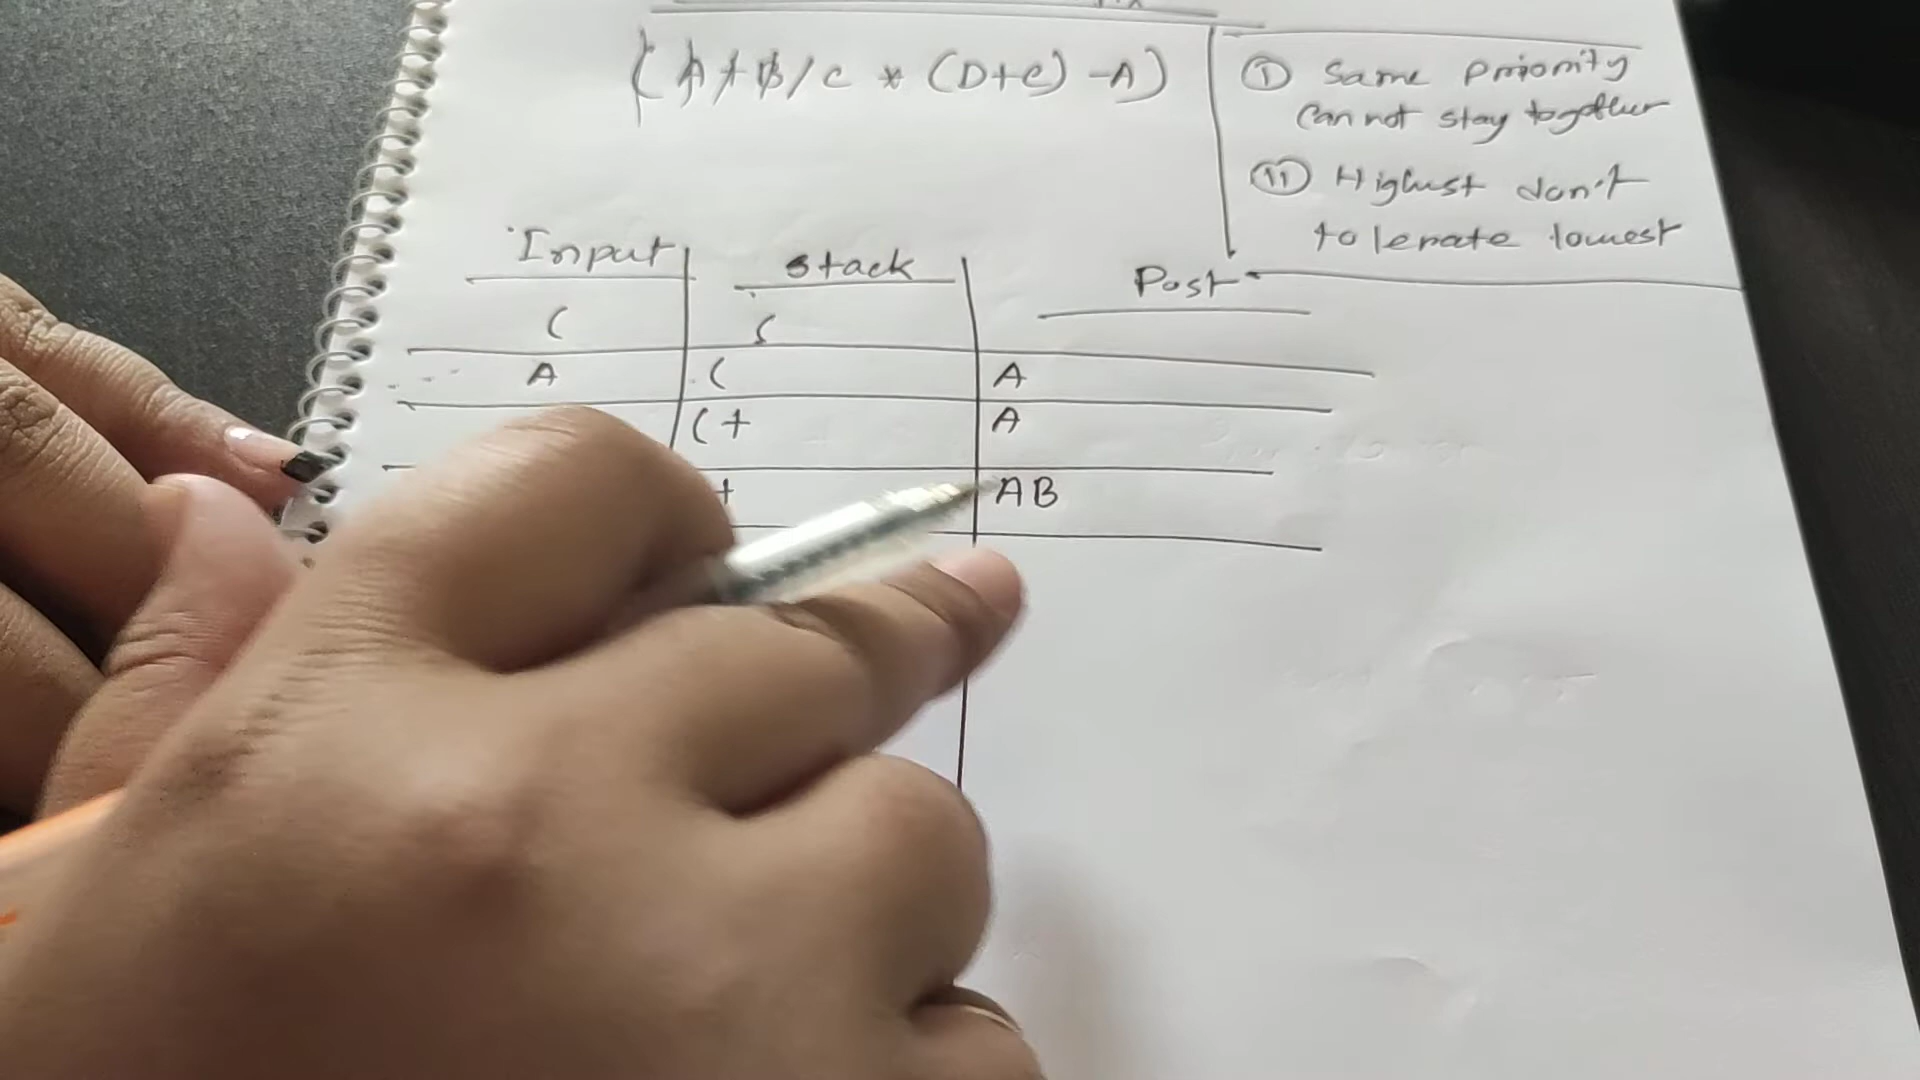 (A+B/C * (D+e) -A)
① Same priority
Can not stay together
⑪ Highest don't
tolerate lowest
Input stack Post
( (
A ( A
(+ A
+ AB